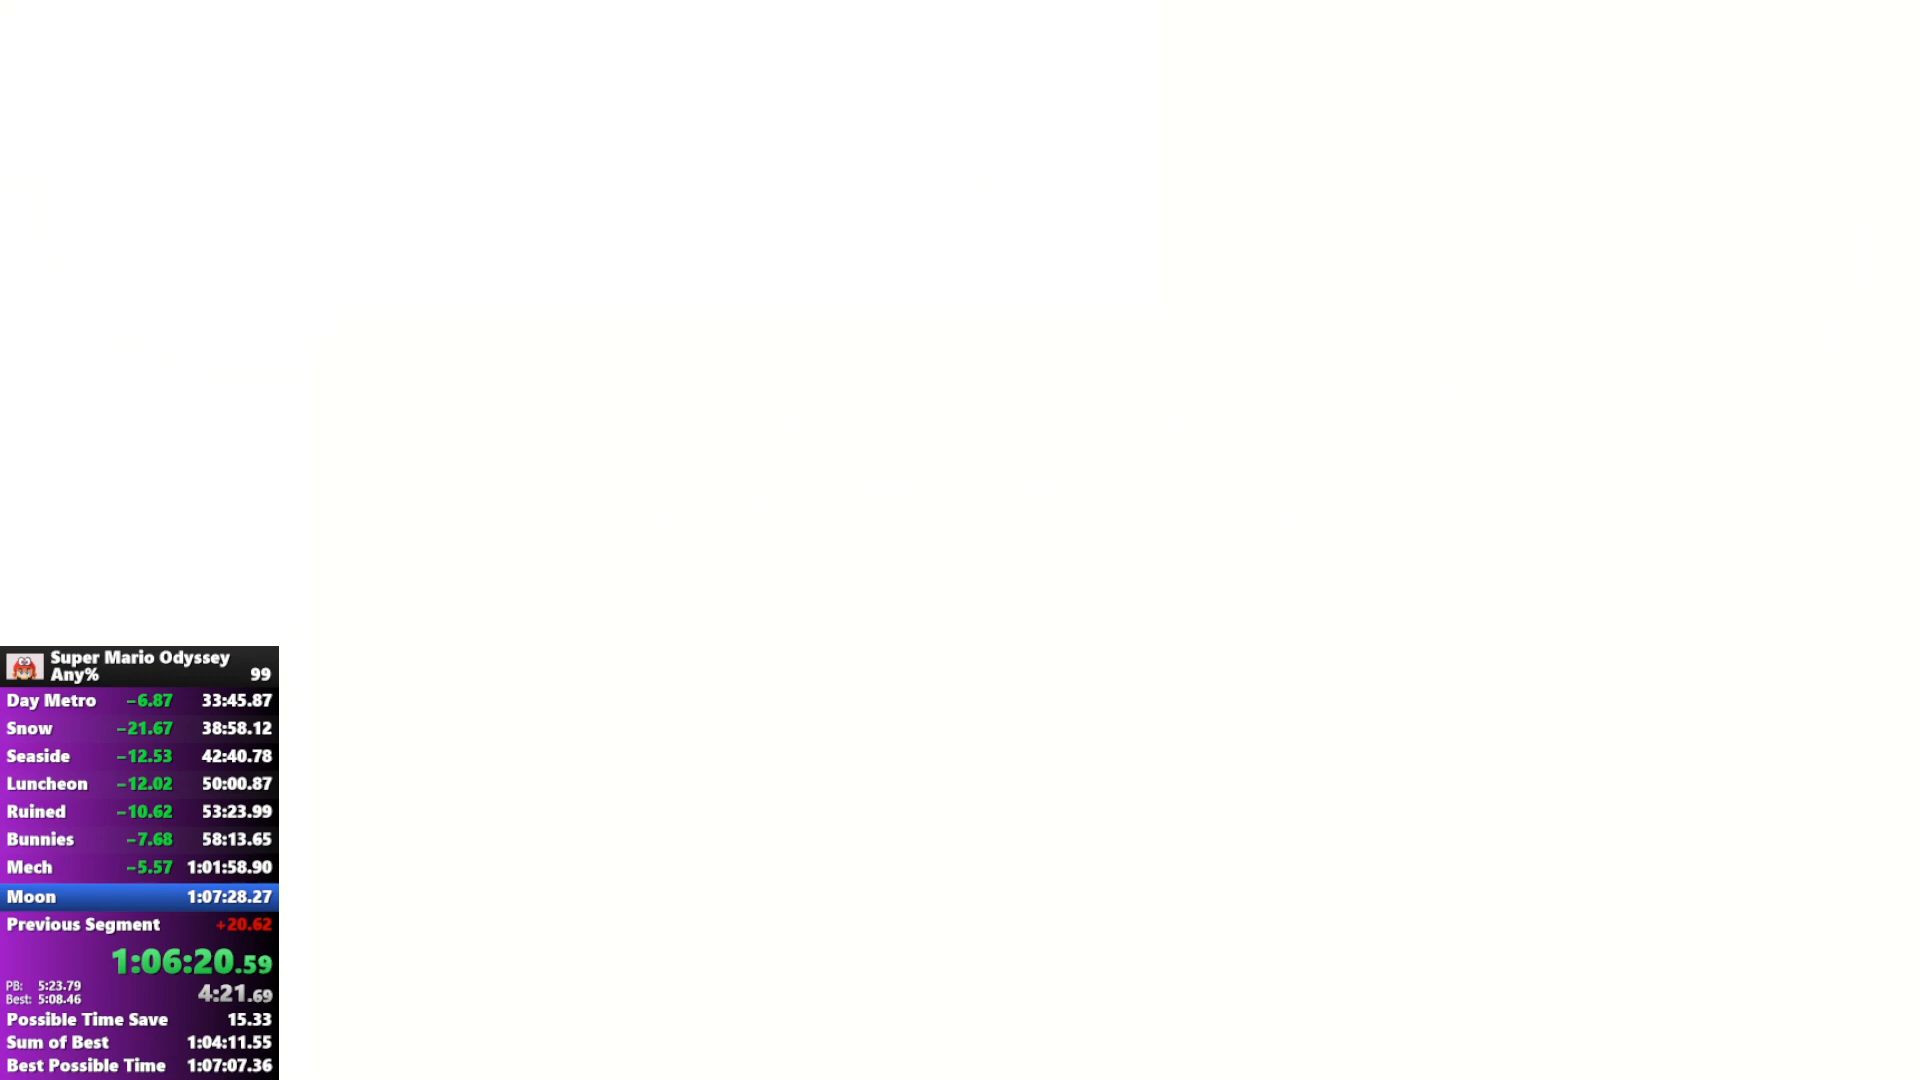 Super Mario Odyssey
Any% 99
Day Metro −6.87 33:45.87
Snow −21.67 38:58.12
Seaside −12.53 42:40.78
Luncheon −12.02 50:00.87
Ruined −10.62 53:23.99
Bunnies −7.68 58:13.65
Mech −5.57 1:01:58.90
Moon 1:07:28.27
Previous Segment +20.62
1:06:20.59
PB: 5:23.79 4:21.69
Best: 5:08.46
Possible Time Save 15.33
Sum of Best 1:04:11.55
Best Possible Time 1:07:07.36